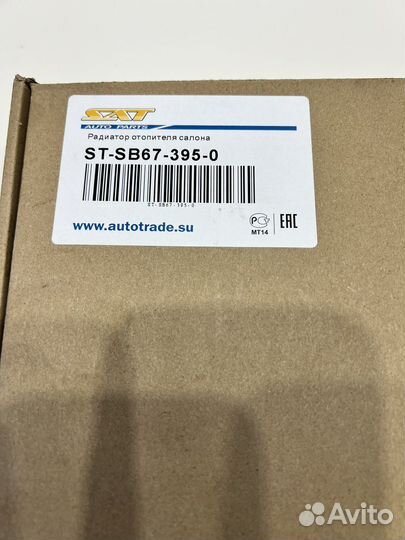 SAT
AUTO PARTS
Радиатор отопителя салона
ST-SB67-395-0
ST-SB67-395-0
www.autotrade.su
МТ14
EAC
Avito